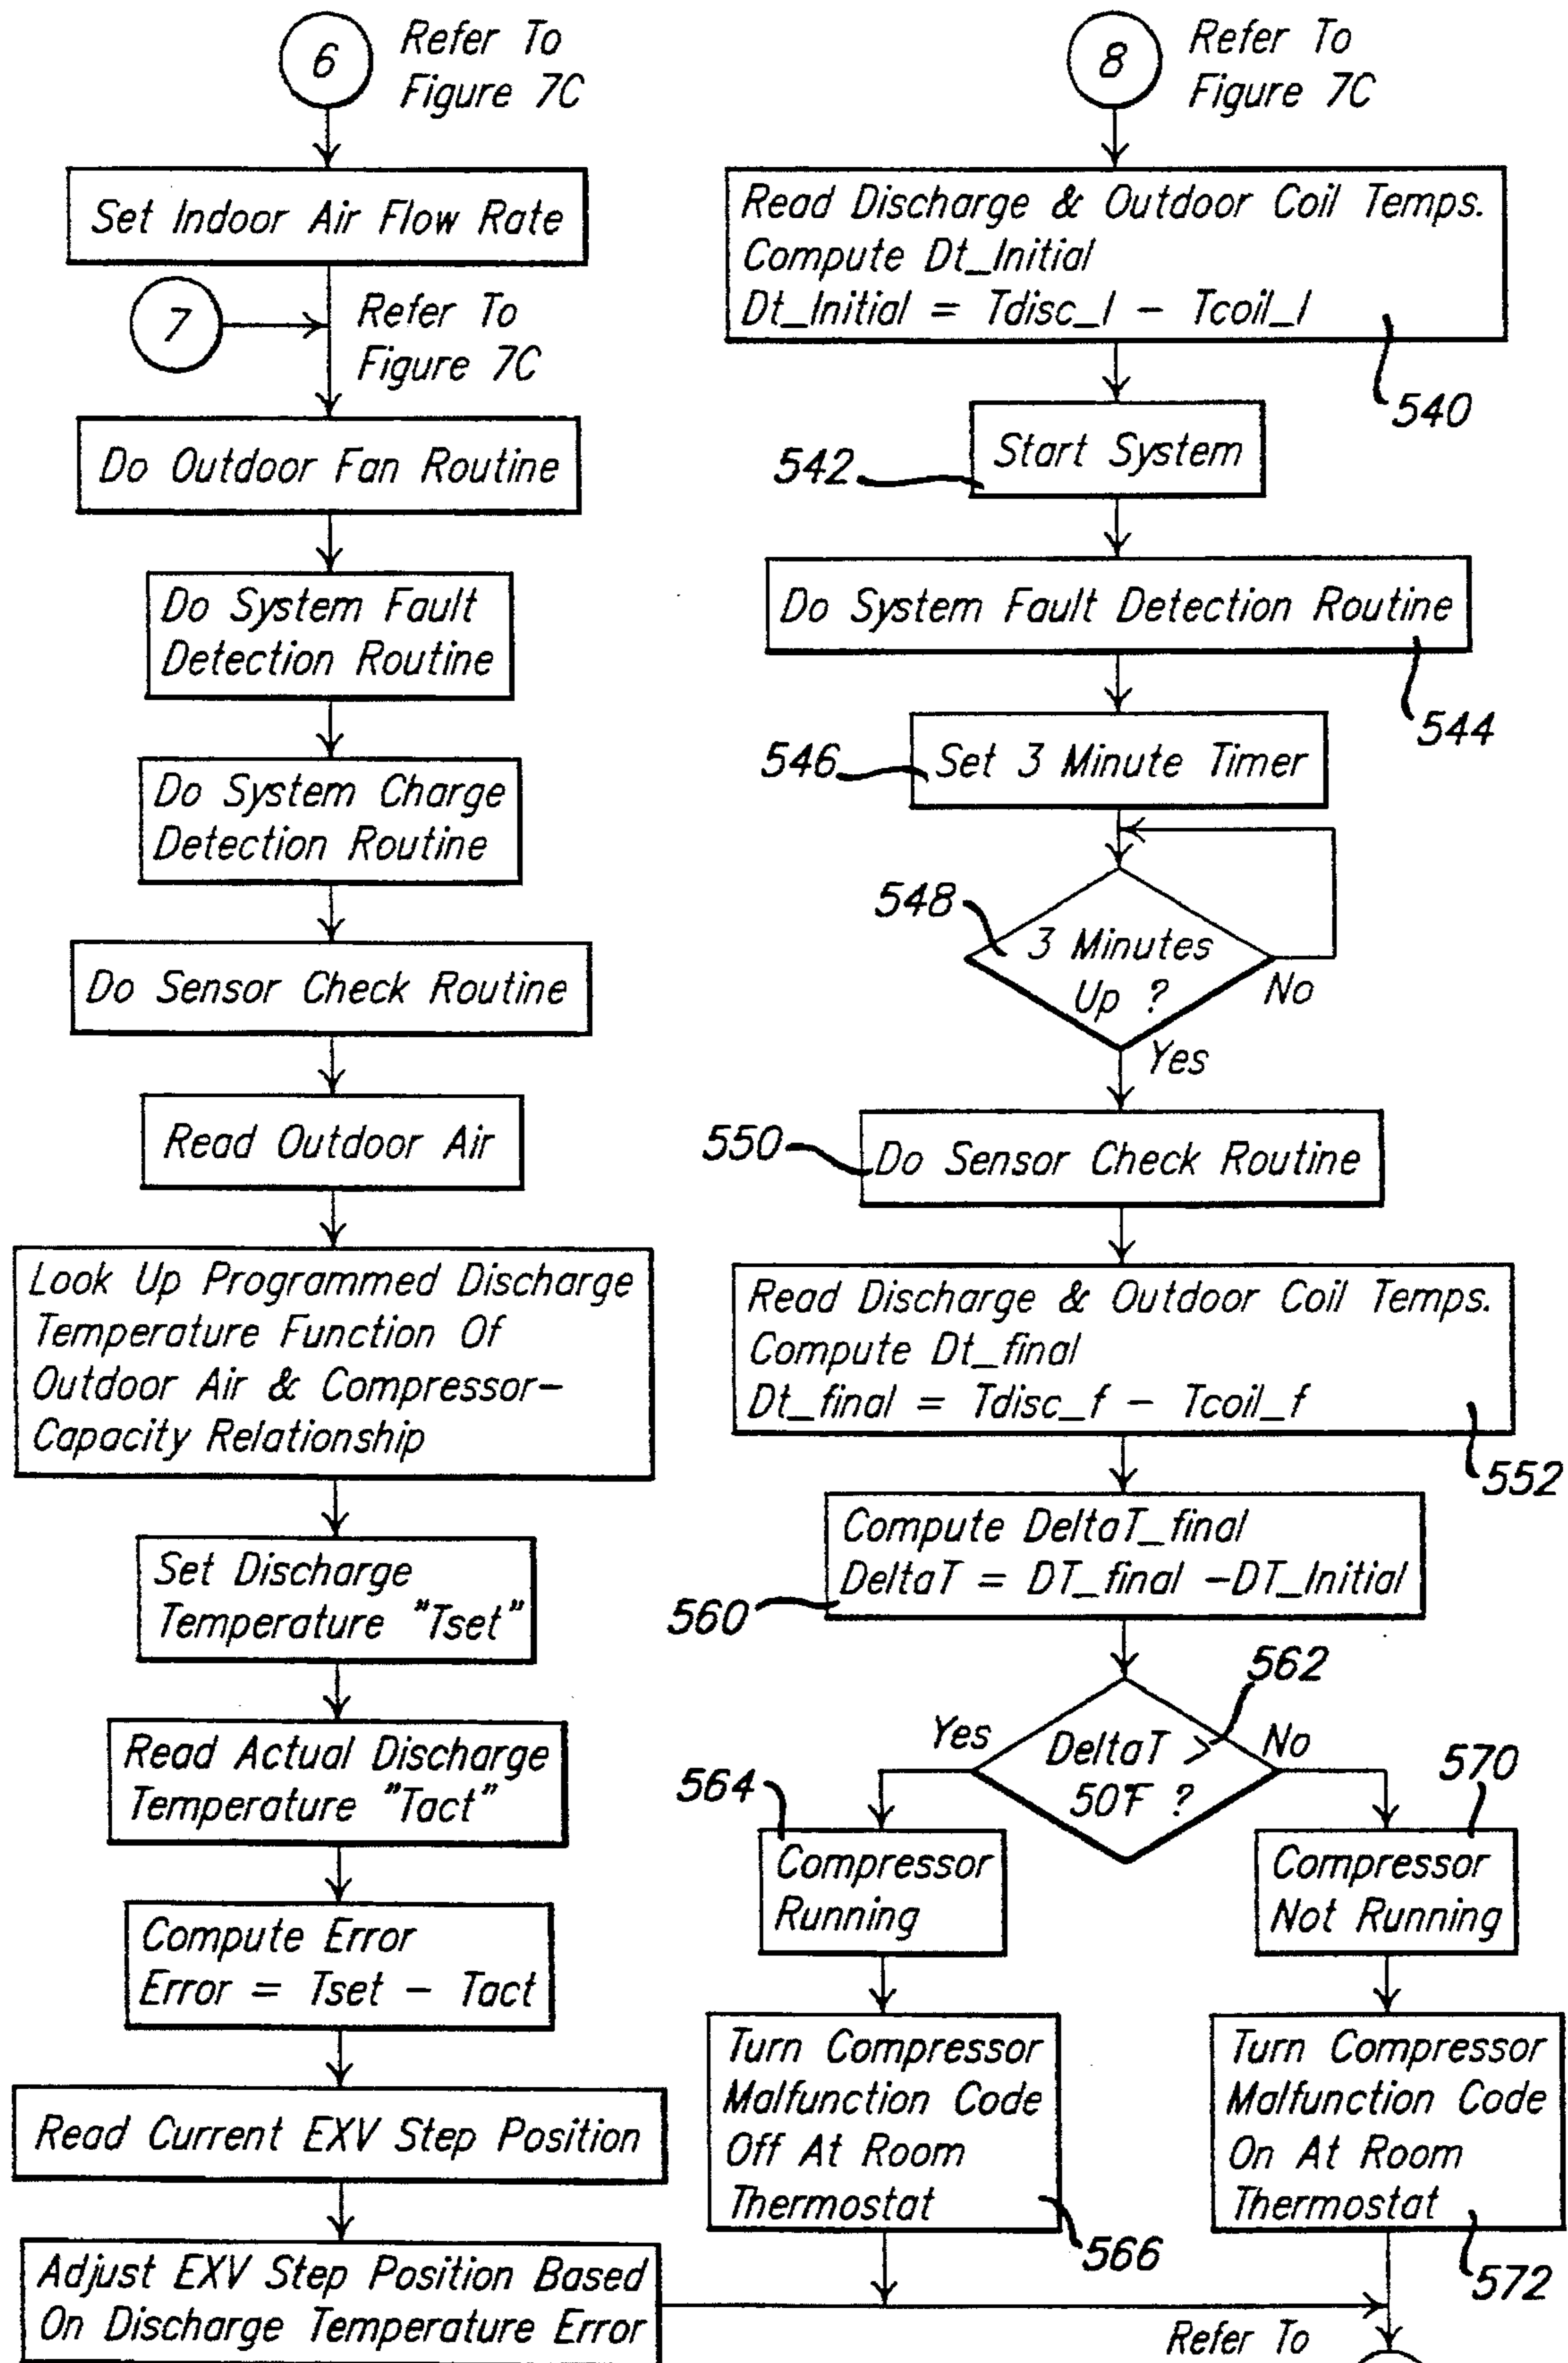 6
Refer To
Figure 7C
Set Indoor Air Flow Rate
7
Refer To
Figure 7C
Do Outdoor Fan Routine
Do System Fault
Detection Routine
Do System Charge
Detection Routine
Do Sensor Check Routine
Read Outdoor Air
Look Up Programmed Discharge
Temperature Function Of
Outdoor Air & Compressor-
Capacity Relationship
Set Discharge
Temperature "Tset"
Read Actual Discharge
Temperature "Tact"
Compute Error
Error = Tset - Tact
Read Current EXV Step Position
Adjust EXV Step Position Based
On Discharge Temperature Error
8
Refer To
Figure 7C
Read Discharge & Outdoor Coil Temps.
Compute Dt_Initial
Dt_Initial = Tdisc_I - Tcoil_I
540
Start System
542
Do System Fault Detection Routine
544
546
Set 3 Minute Timer
548
3 Minutes
Up ?
No
Yes
550
Do Sensor Check Routine
Read Discharge & Outdoor Coil Temps.
Compute Dt_final
Dt_final = Tdisc_f - Tcoil_f
552
Compute DeltaT_final
DeltaT = DT_final -DT_Initial
560
562
Yes
DeltaT >
50°F ?
No
564
570
Compressor
Running
Compressor
Not Running
Turn Compressor
Malfunction Code
Off At Room
Thermostat
566
Turn Compressor
Malfunction Code
On At Room
Thermostat
572
Refer To